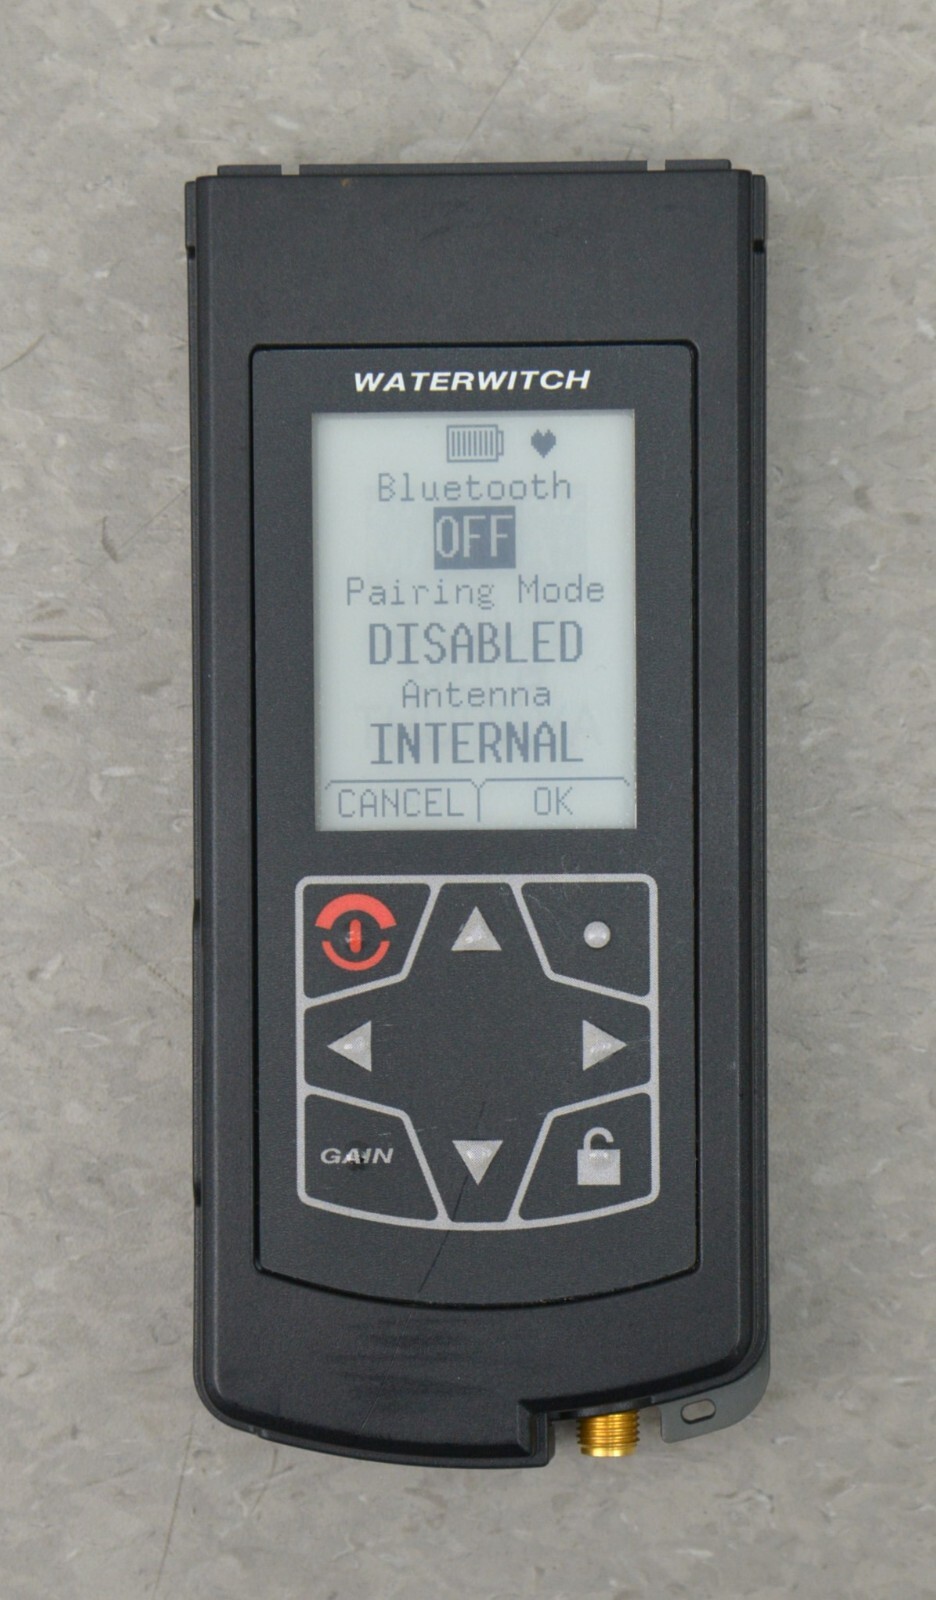 WATERWITCH
Bluetooth
OFF
Pairing Mode
DISABLED
Antenna
INTERNAL
CANCEL OK
GAIN